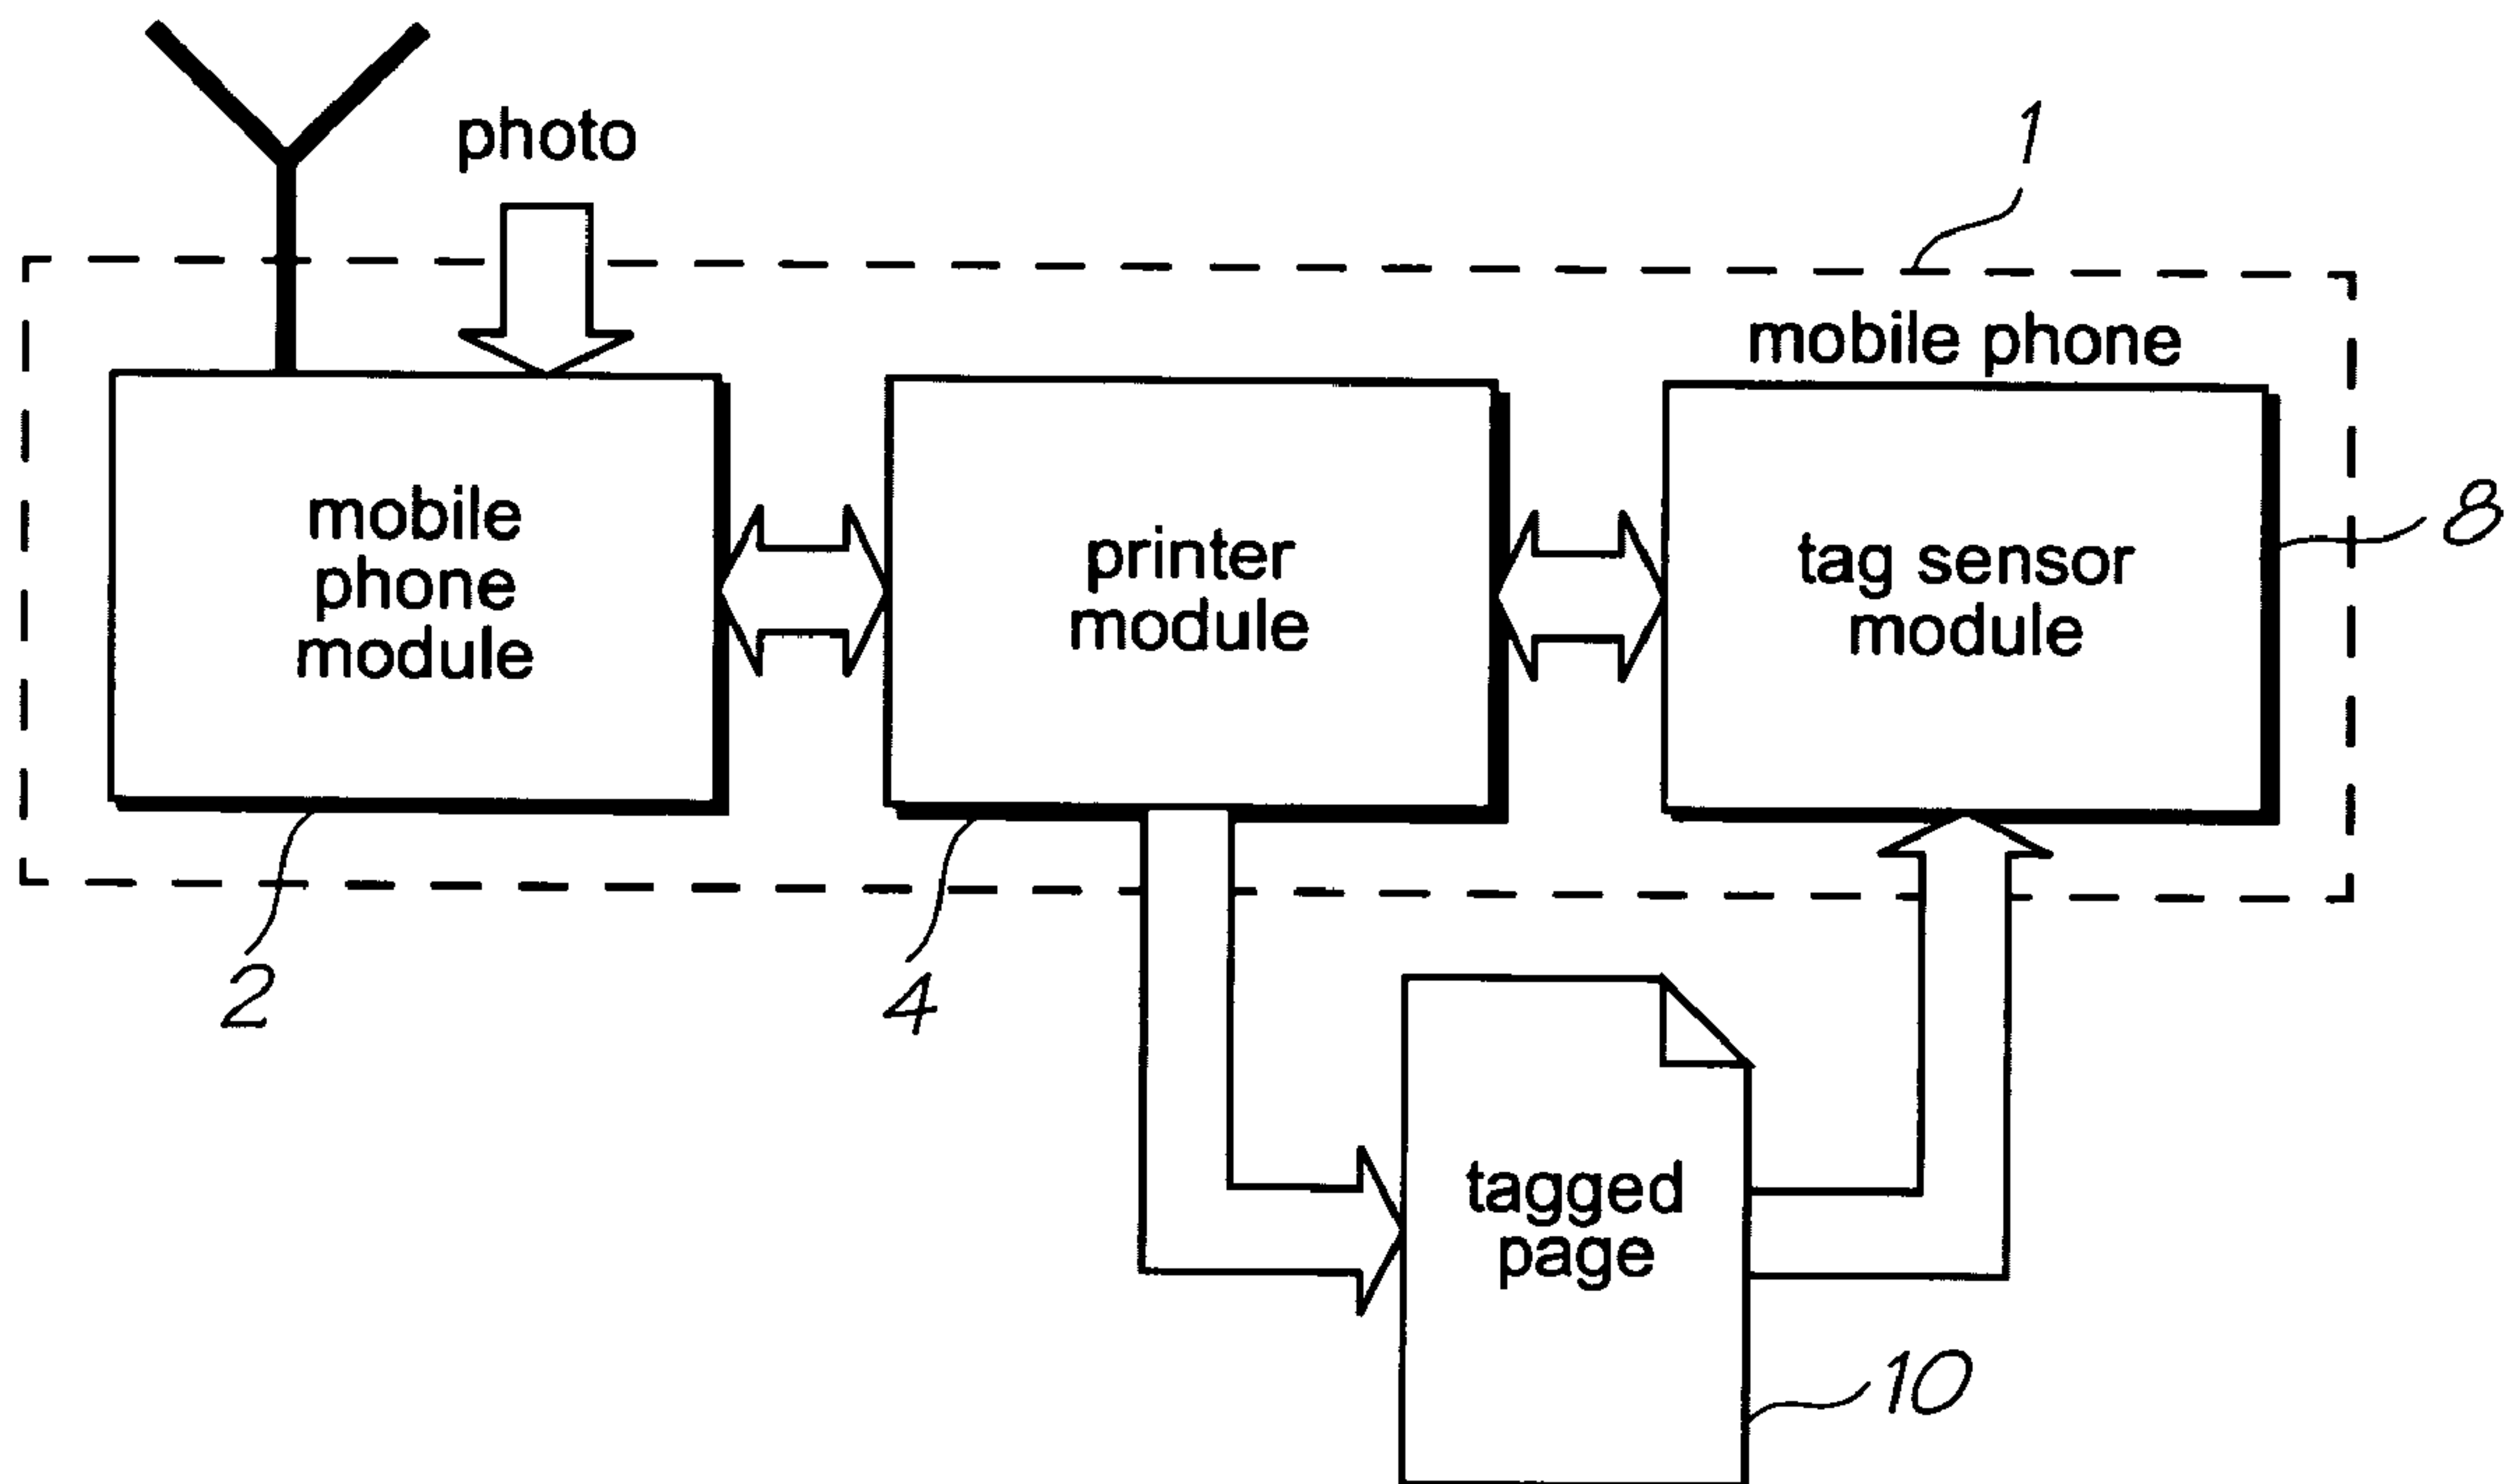 photo
1
mobile phone
mobile
phone
module
printer
module
tag sensor
module
8
2
4
tagged
page
10